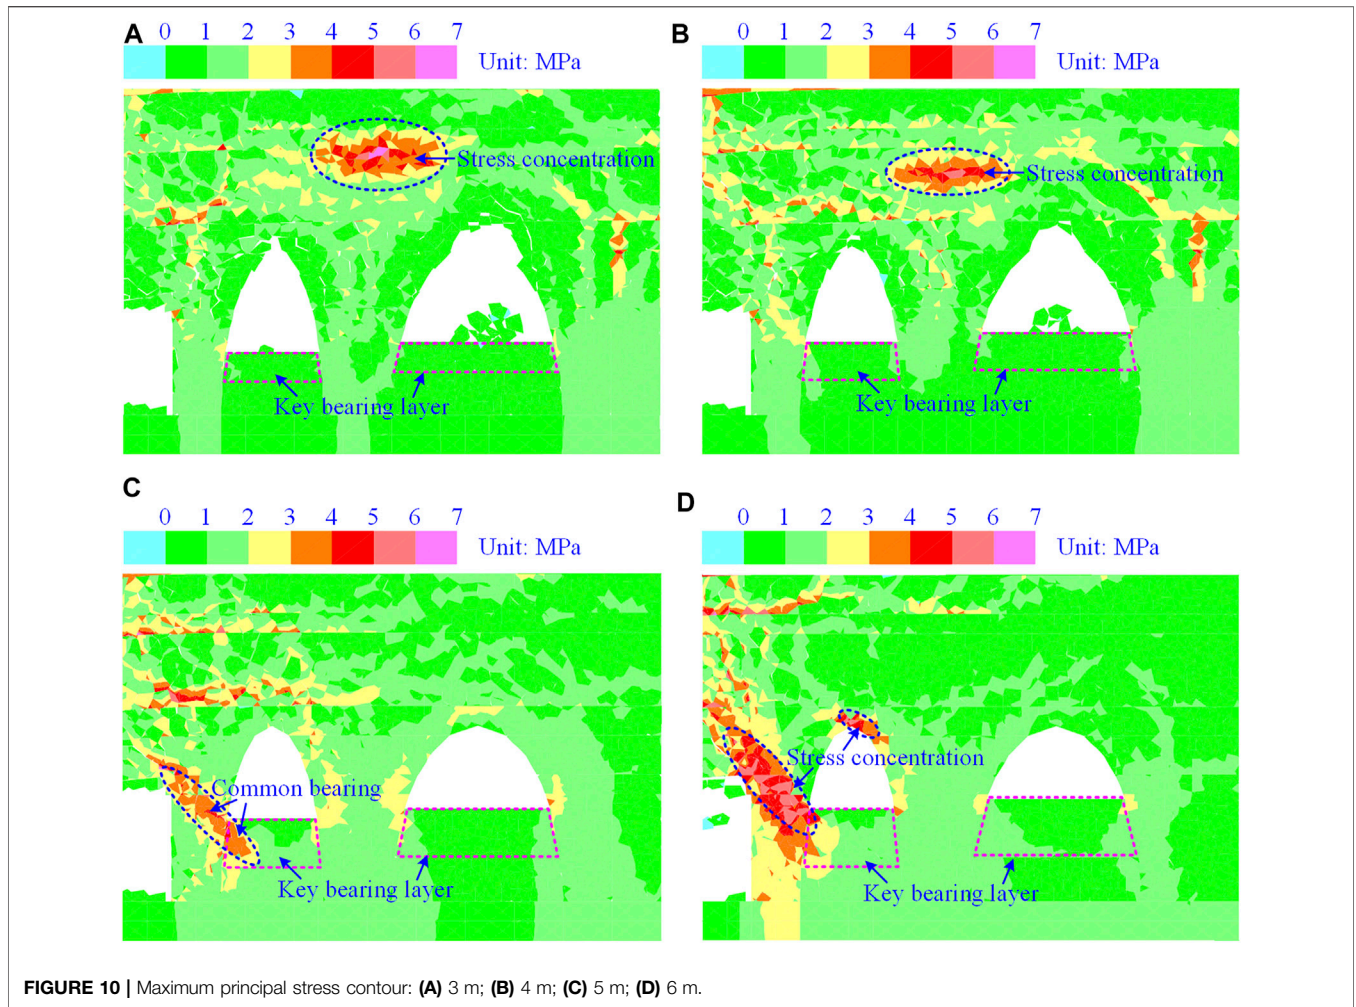 A
0 1 2 3 4 5 6 7
Unit: MPa
Stress concentration
Key bearing layer
B
0 1 2 3 4 5 6 7
Unit: MPa
Stress concentration
Key bearing layer
C
0 1 2 3 4 5 6 7
Unit: MPa
Common bearing
Key bearing layer
D
0 1 2 3 4 5 6 7
Unit: MPa
Stress concentration
Key bearing layer
FIGURE 10 | Maximum principal stress contour: (A) 3 m; (B) 4 m; (C) 5 m; (D) 6 m.